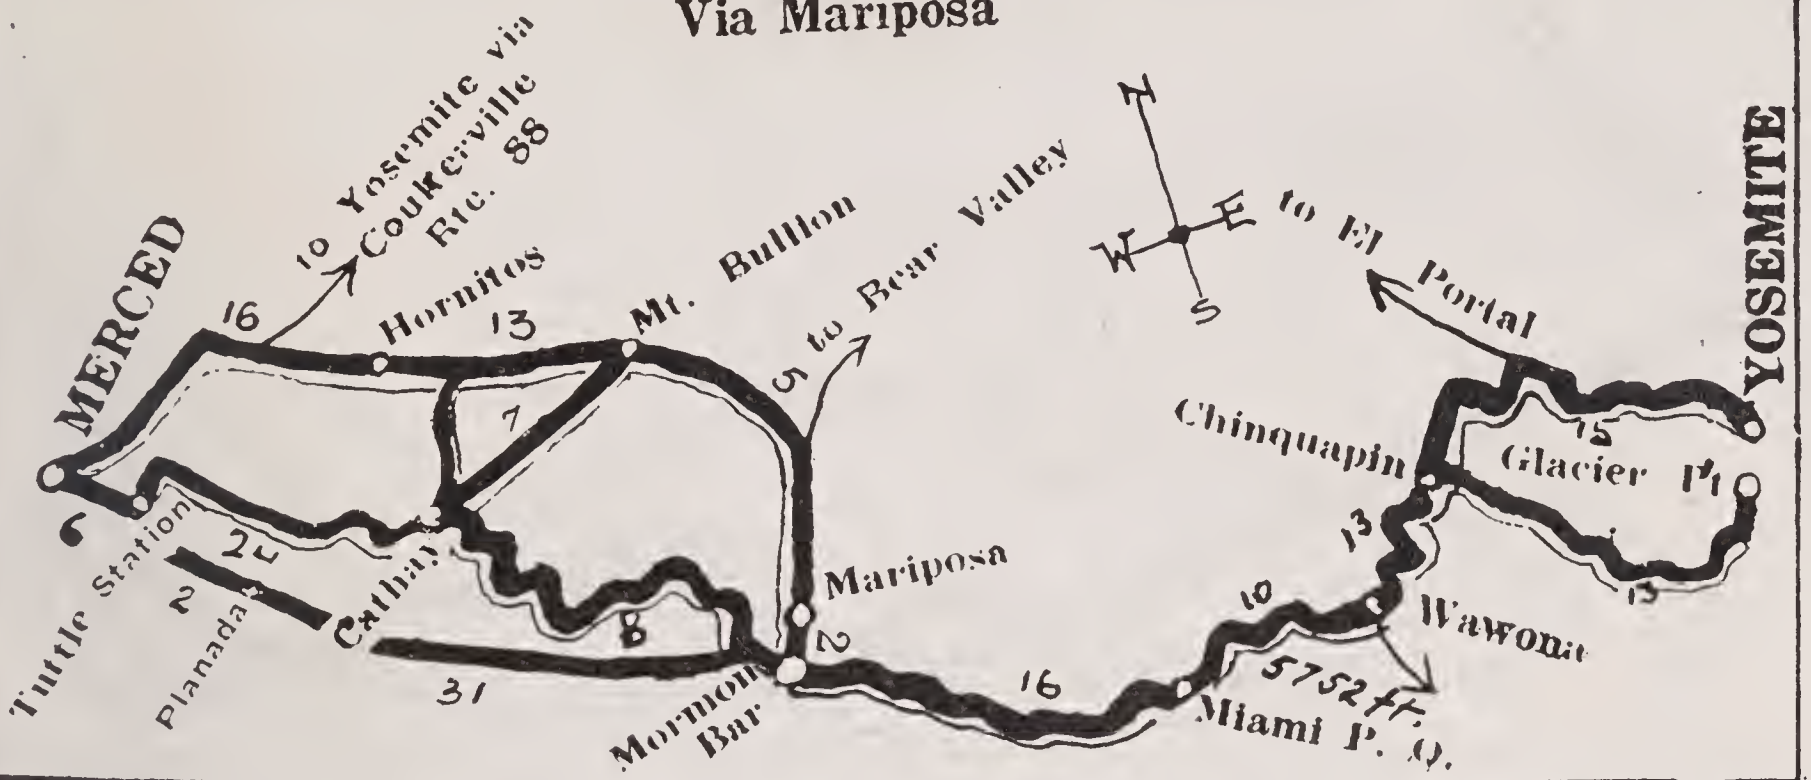 Via Mariposa
to Yosemite via
Coulterville
Rte. 88
MERCED
16
Hornitos
13
Mt. Bullion
5 to Bear Valley
N
W E
S
to El Portal
YOSEMITE
7
Chinquapin
15
Glacier Pt
6
Tuttle Station
2
Planada
Cathay
8
31
Mariposa
2
Mormon
Bar
16
10
13
13
Wawona
5752 ft.
Miami P. O.